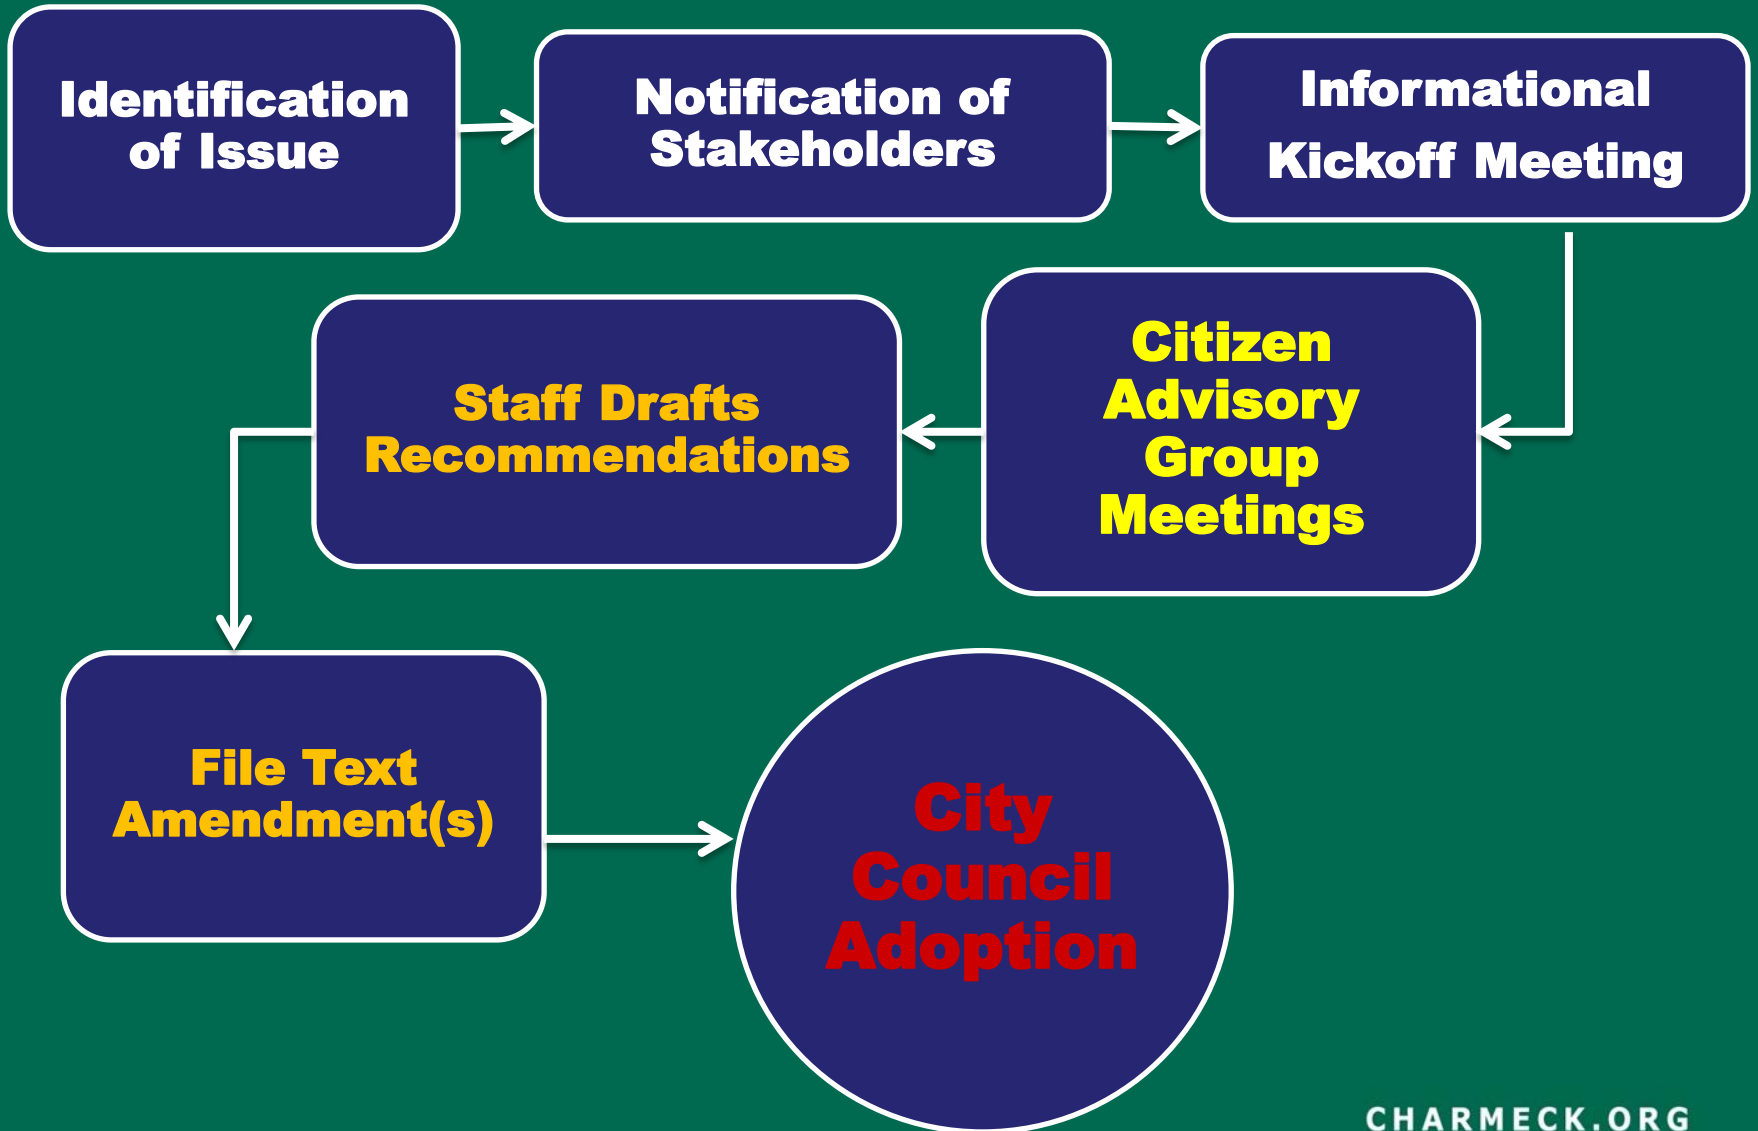 Identification
of Issue
Notification of
Stakeholders
Informational
Kickoff Meeting
Citizen
Advisory
Group
Meetings
Staff Drafts
Recommendations
File Text
Amendment(s)
City
Council
Adoption
CHARMECK.ORG